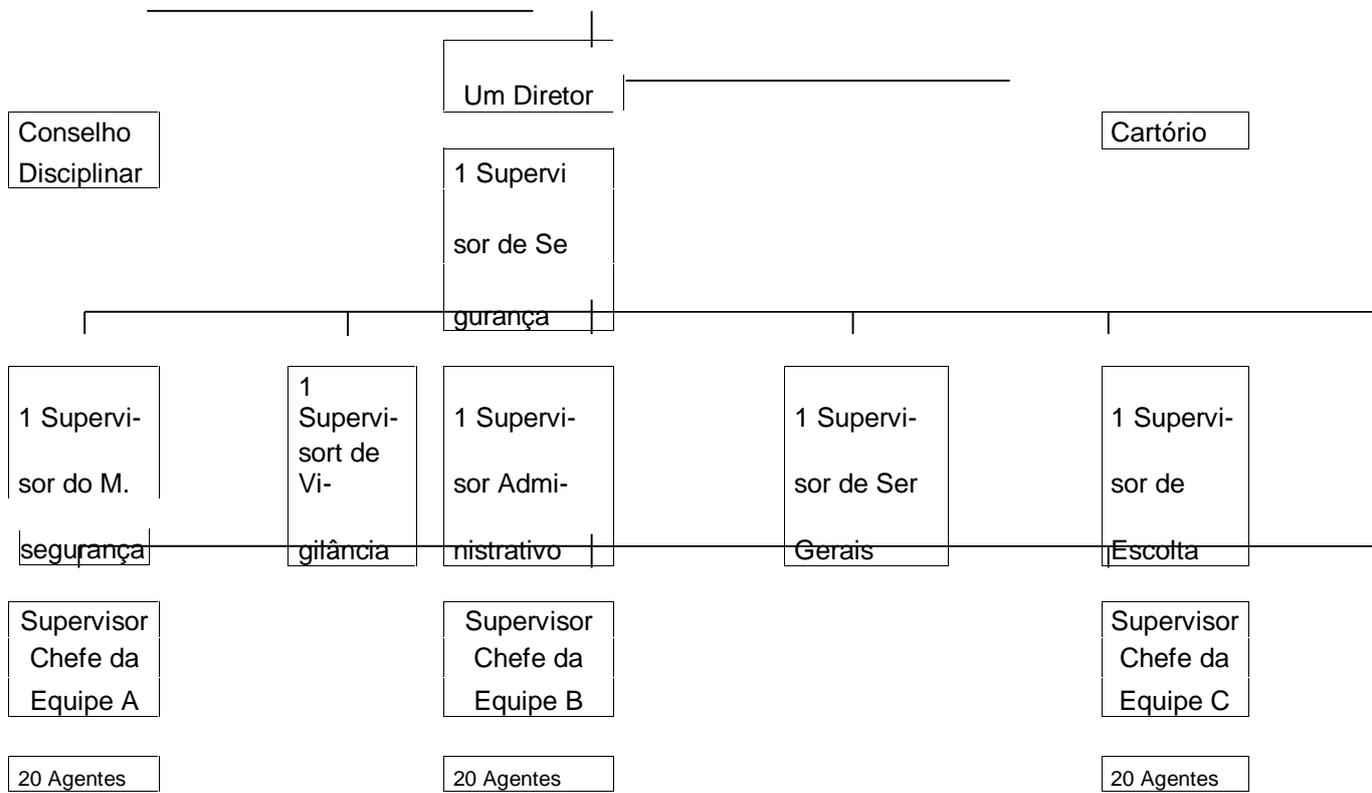 Um Diretor
Conselho
Disciplinar
Cartório
1 Supervi
sor de Se
gurança
1 Supervi-
sor do M.
segurança
1
Supervi-
sort de
Vi-
gilância
1 Supervi-
sor Admi-
nistrativo
1 Supervi-
sor de Ser
Gerais
1 Supervi-
sor de
Escolta
Supervisor
Chefe da
Equipe A
Supervisor
Chefe da
Equipe B
Supervisor
Chefe da
Equipe C
20 Agentes
20 Agentes
20 Agentes